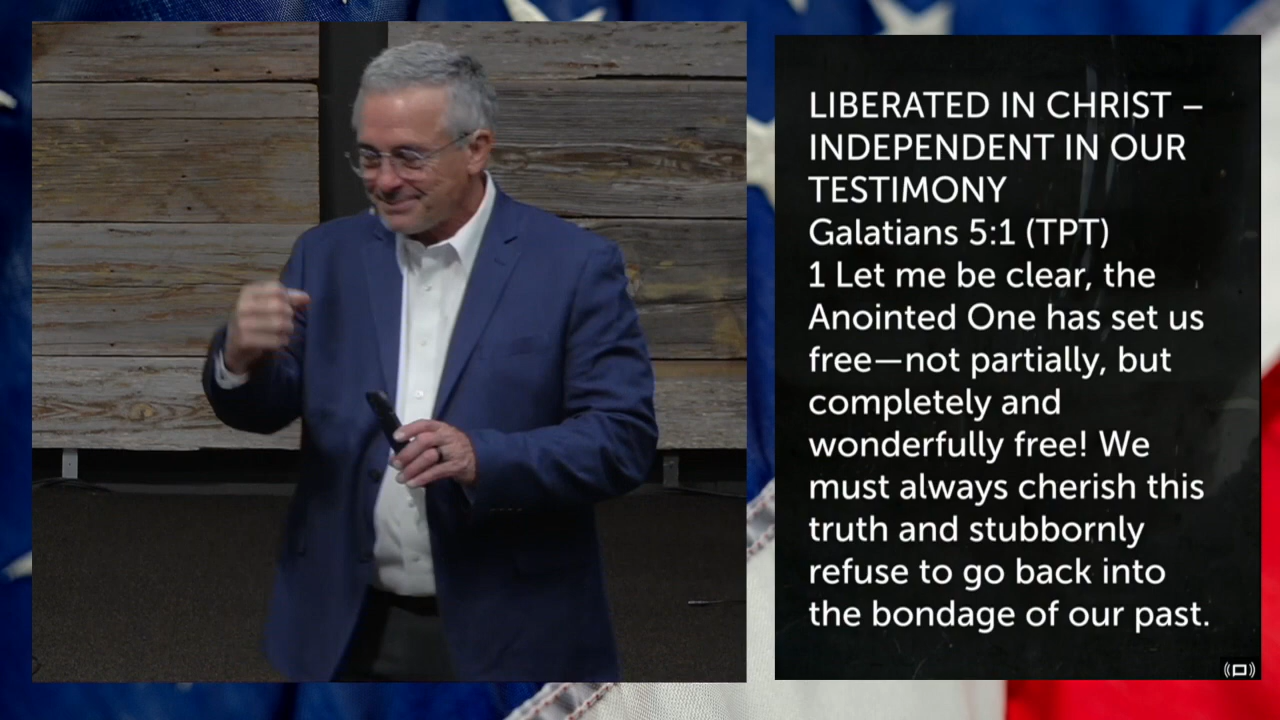 LIBERATED IN CHRIST –
INDEPENDENT IN OUR
TESTIMONY
Galatians 5:1 (TPT)
1 Let me be clear, the
Anointed One has set us
free—not partially, but
completely and
wonderfully free! We
must always cherish this
truth and stubbornly
refuse to go back into
the bondage of our past.